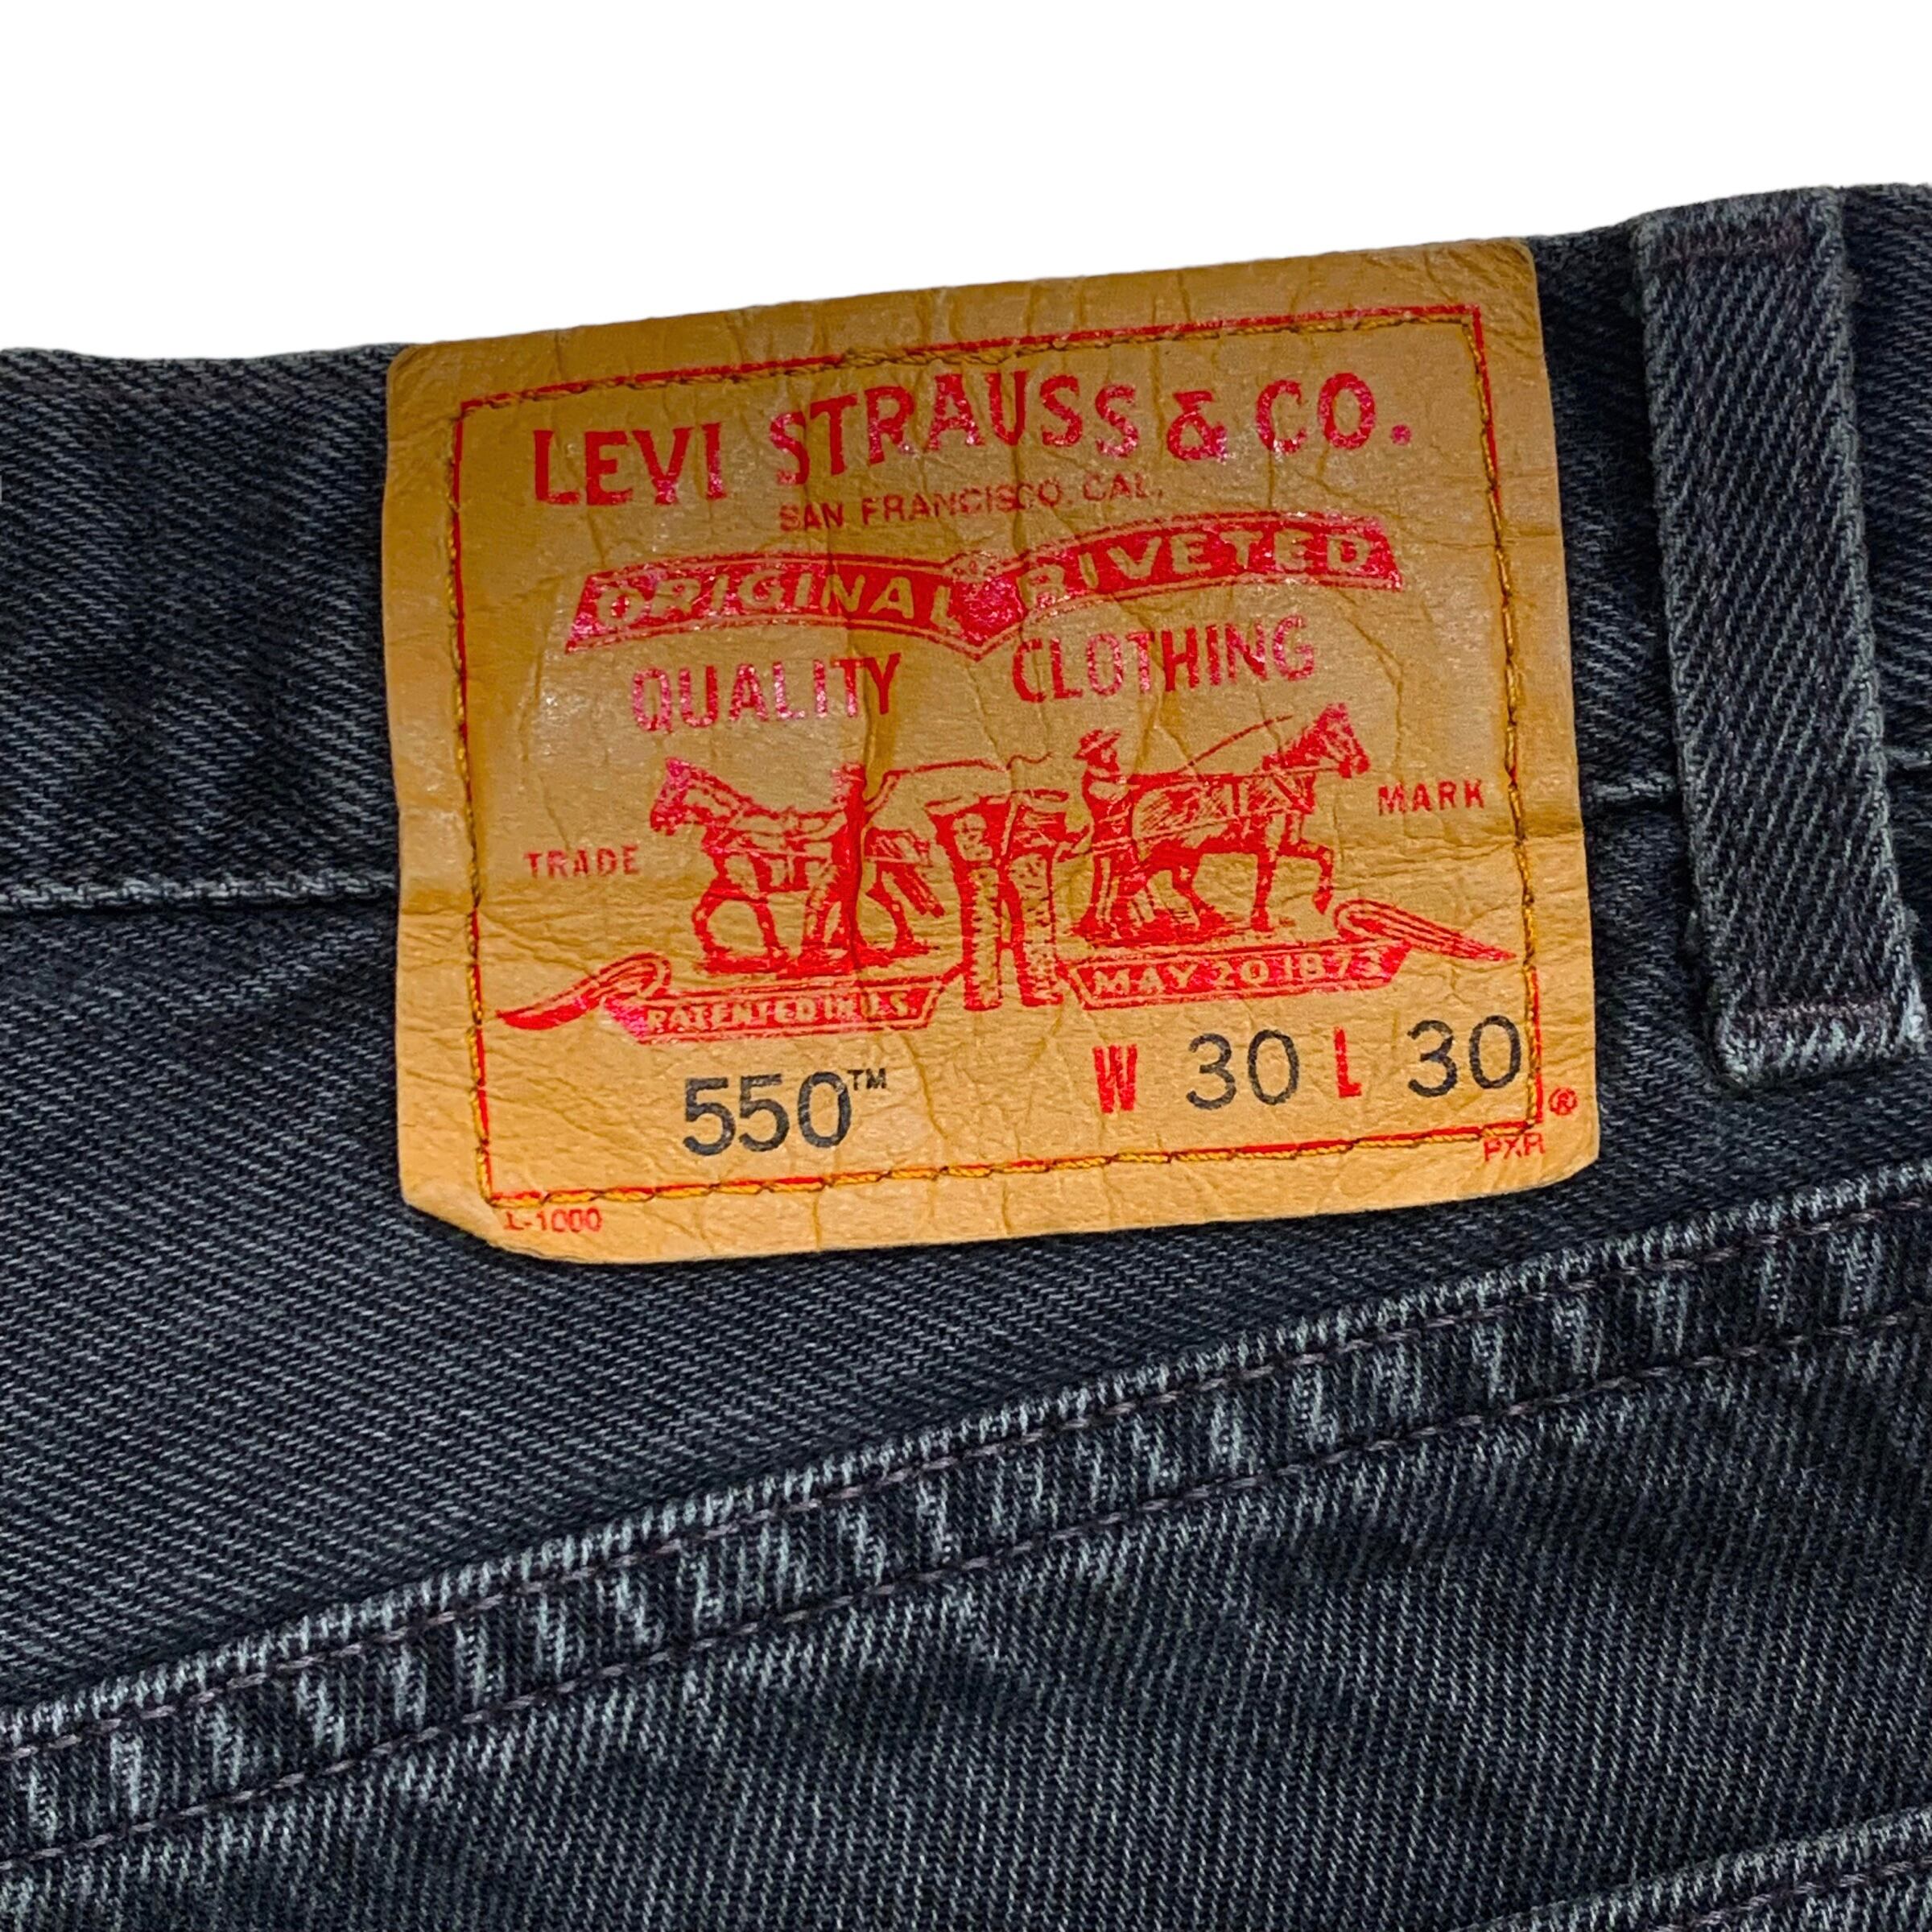 LEVI STRAUSS & CO.
SAN FRANCISCO, CAL.
ORIGINAL RIVETED
QUALITY CLOTHING
TRADE MARK
PATENTED IN U.S. MAY 20 1873
550™ W 30 L 30
®
L-1000 PXR